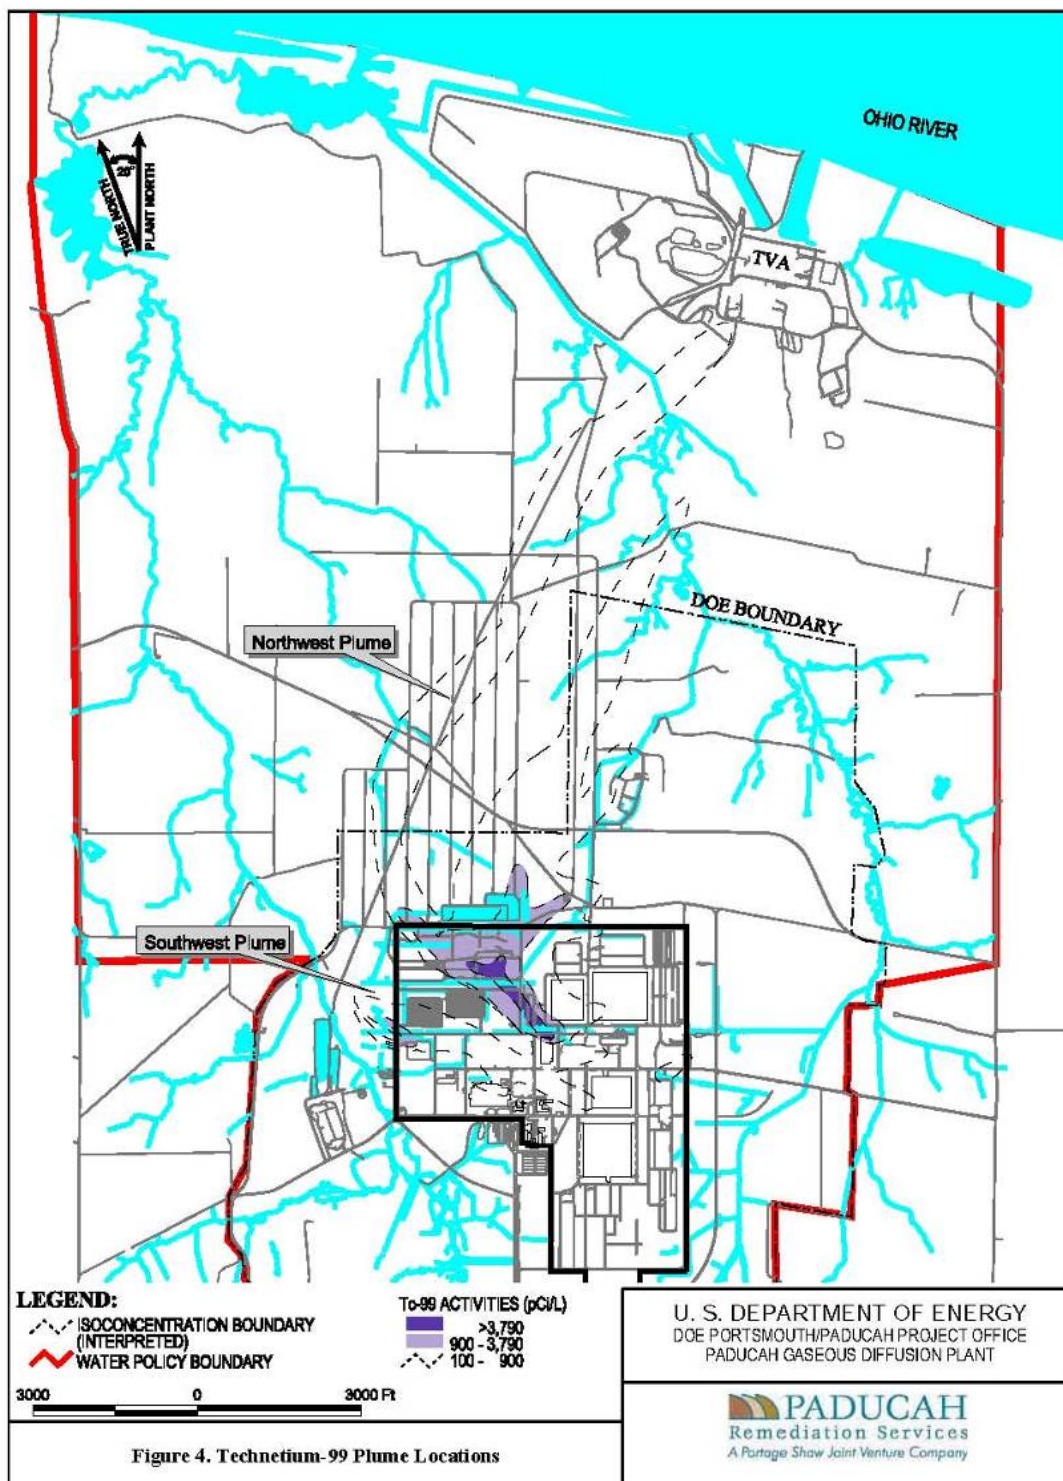 OHIO RIVER
TRUE NORTH
PLANT NORTH
TVA
DOE BOUNDARY
Northwest Plume
Southwest Plume
LEGEND:
ISOCONCENTRATION BOUNDARY
(INTERPRETED)
WATER POLICY BOUNDARY
Tc-99 ACTIVITIES (pCi/L)
>3,790
900 - 3,790
100 - 900
3000 0 3000 Ft
Figure 4. Technetium-99 Plume Locations
U. S. DEPARTMENT OF ENERGY
DOE PORTSMOUTH/PADUCAH PROJECT OFFICE
PADUCAH GASEOUS DIFFUSION PLANT
PADUCAH
Remediation Services
A Portage Shaw Joint Venture Company